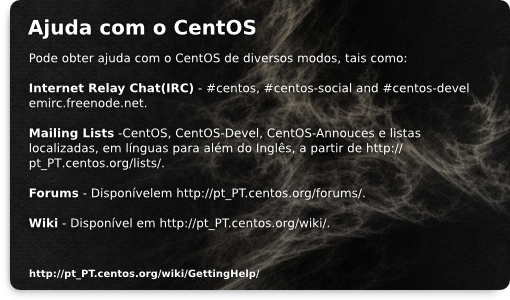 Ajuda com o CentOS
Pode obter ajuda com o CentOS de diversos modos, tais como:
Internet Relay Chat(IRC) - #centos, #centos-social and #centos-devel
emirc.freenode.net.
Mailing Lists -CentOS, CentOS-Devel, CentOS-Annouces e listas
localizadas, em línguas para além do Inglês, a partir de http://
pt_PT.centos.org/lists/.
Forums - Disponívelem http://pt_PT.centos.org/forums/.
Wiki - Disponível em http://pt_PT.centos.org/wiki/.
http://pt_PT.centos.org/wiki/GettingHelp/